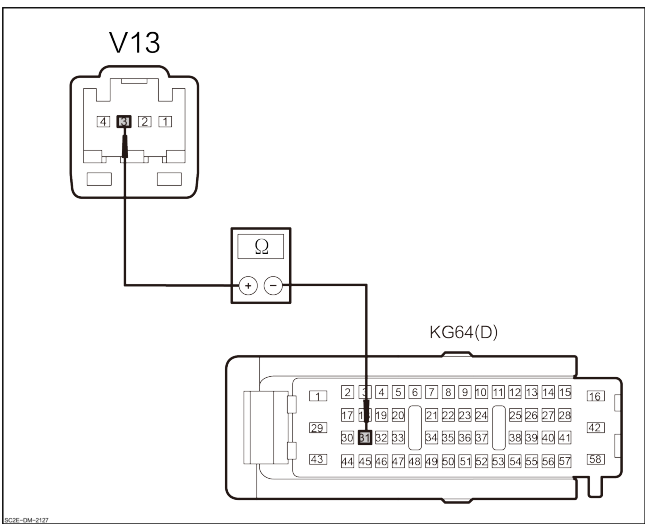 V13
4 3 2 1
Ω
+ −
KG64(D)
1 2 3 4 5 6 7 8 9 10 11 12 13 14 15 16
17 18 19 20 21 22 23 24 25 26 27 28
29 30 31 32 33 34 35 36 37 38 39 40 41 42
43 44 45 46 47 48 49 50 51 52 53 54 55 56 57 58
SC2E-DM-2127